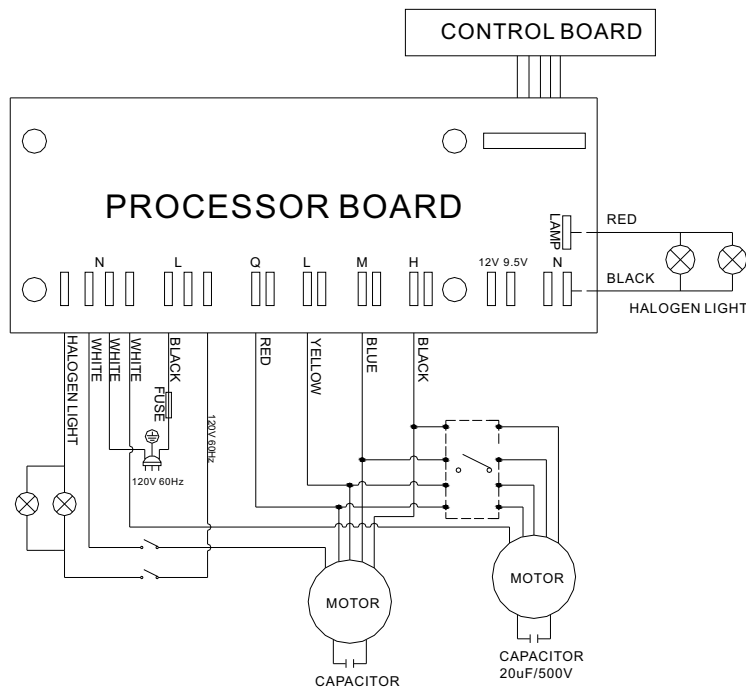 CONTROL BOARD
PROCESSOR BOARD
LAMP
RED
N
L
Q
L
M
H
12V 9.5V
N
BLACK
HALOGEN LIGHT
HALOGEN LIGHT
WHITE
WHITE
WHITE
BLACK
FUSE
120V 60Hz
RED
YELLOW
BLUE
BLACK
120V 60Hz
MOTOR
MOTOR
CAPACITOR
20uF/500V
CAPACITOR